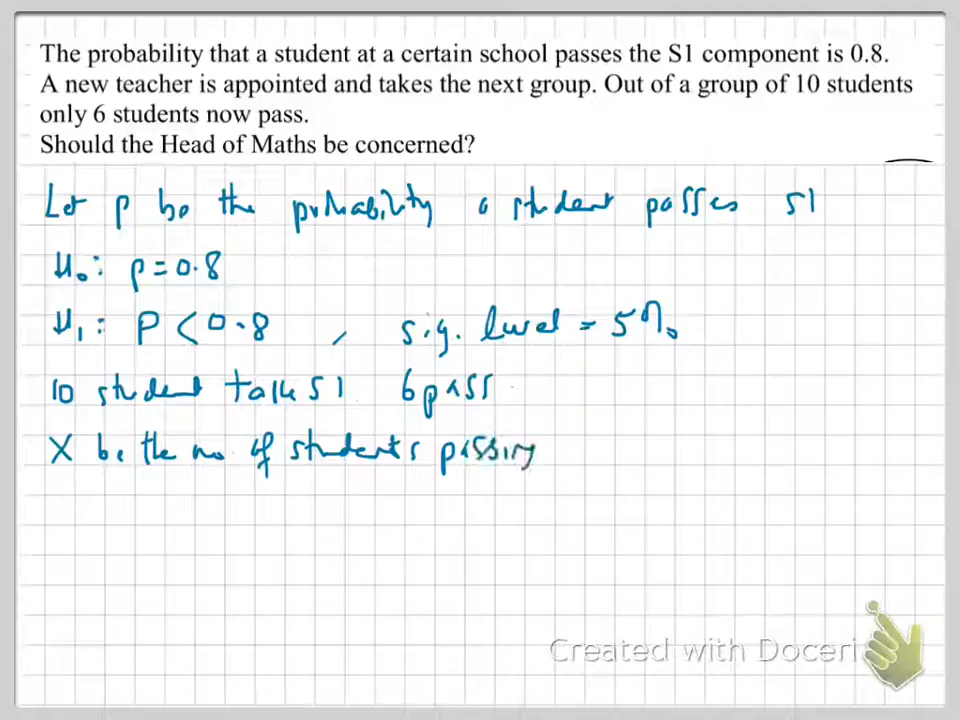 The probability that a student at a certain school passes the S1 component is 0.8.
A new teacher is appointed and takes the next group. Out of a group of 10 students
only 6 students now pass.
Should the Head of Maths be concerned?
Let p be the probability a student passes S1
H₀: p = 0.8
H₁: P < 0.8 , sig. level = 5%
10 student take S1 6 pass
X be the no of students passing
Created with Doceri